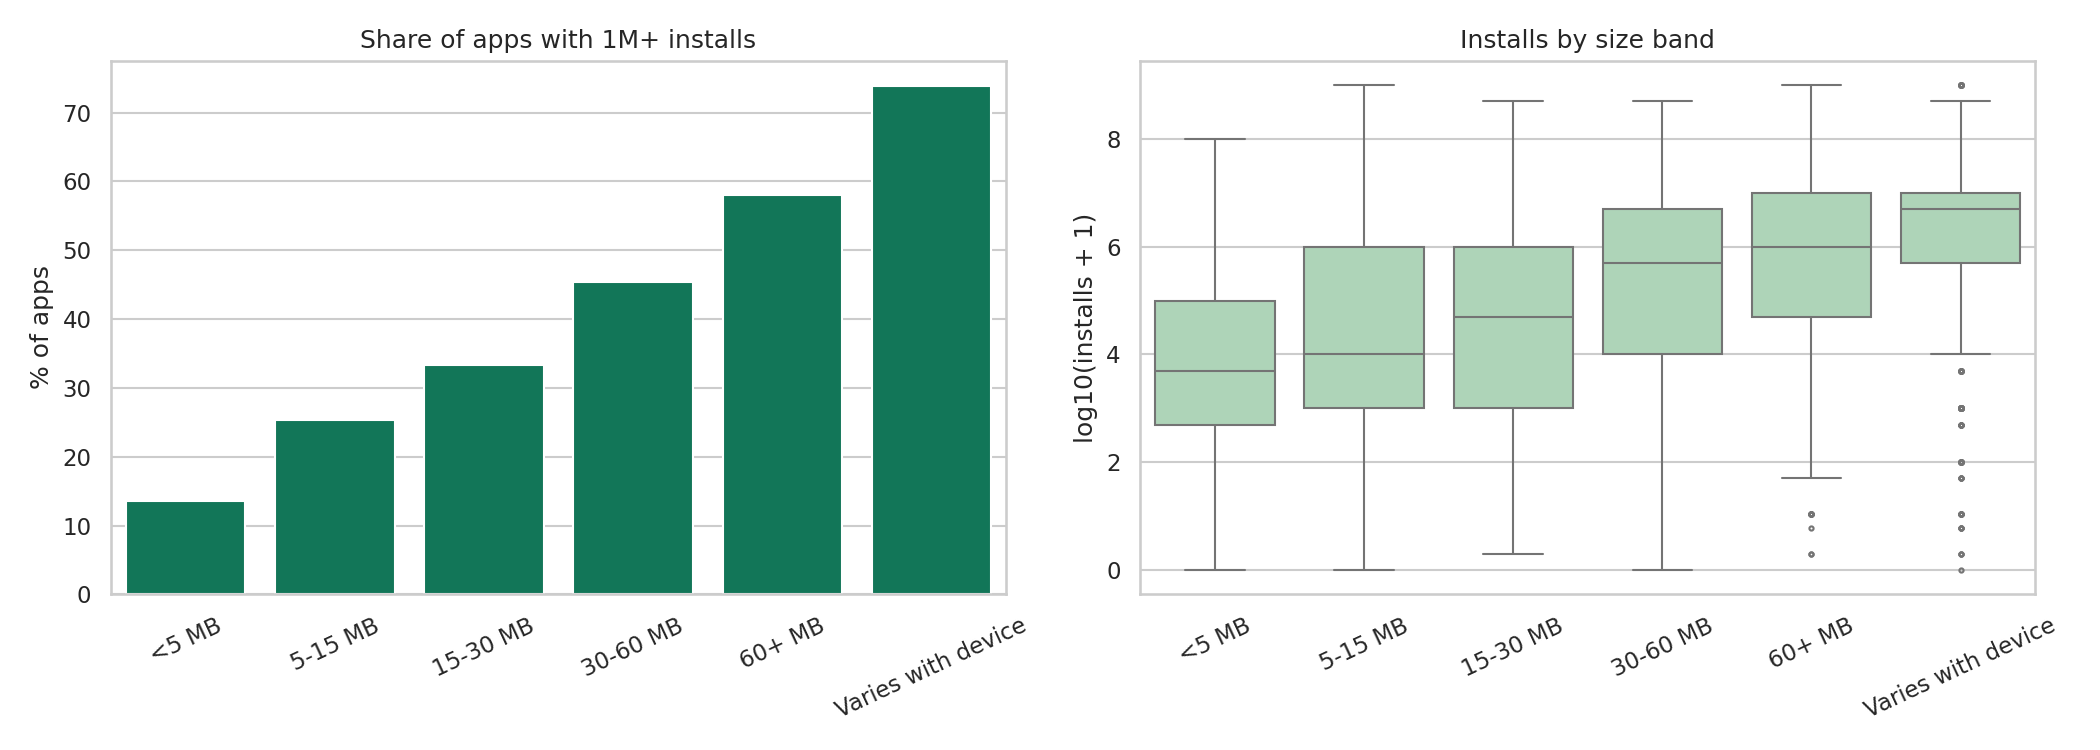 Share of apps with 1M+ installs
% of apps
70
60
50
40
30
20
10
0
<5 MB
5-15 MB
15-30 MB
30-60 MB
60+ MB
Varies with device
Installs by size band
log10(installs + 1)
8
6
4
2
0
<5 MB
5-15 MB
15-30 MB
30-60 MB
60+ MB
Varies with device